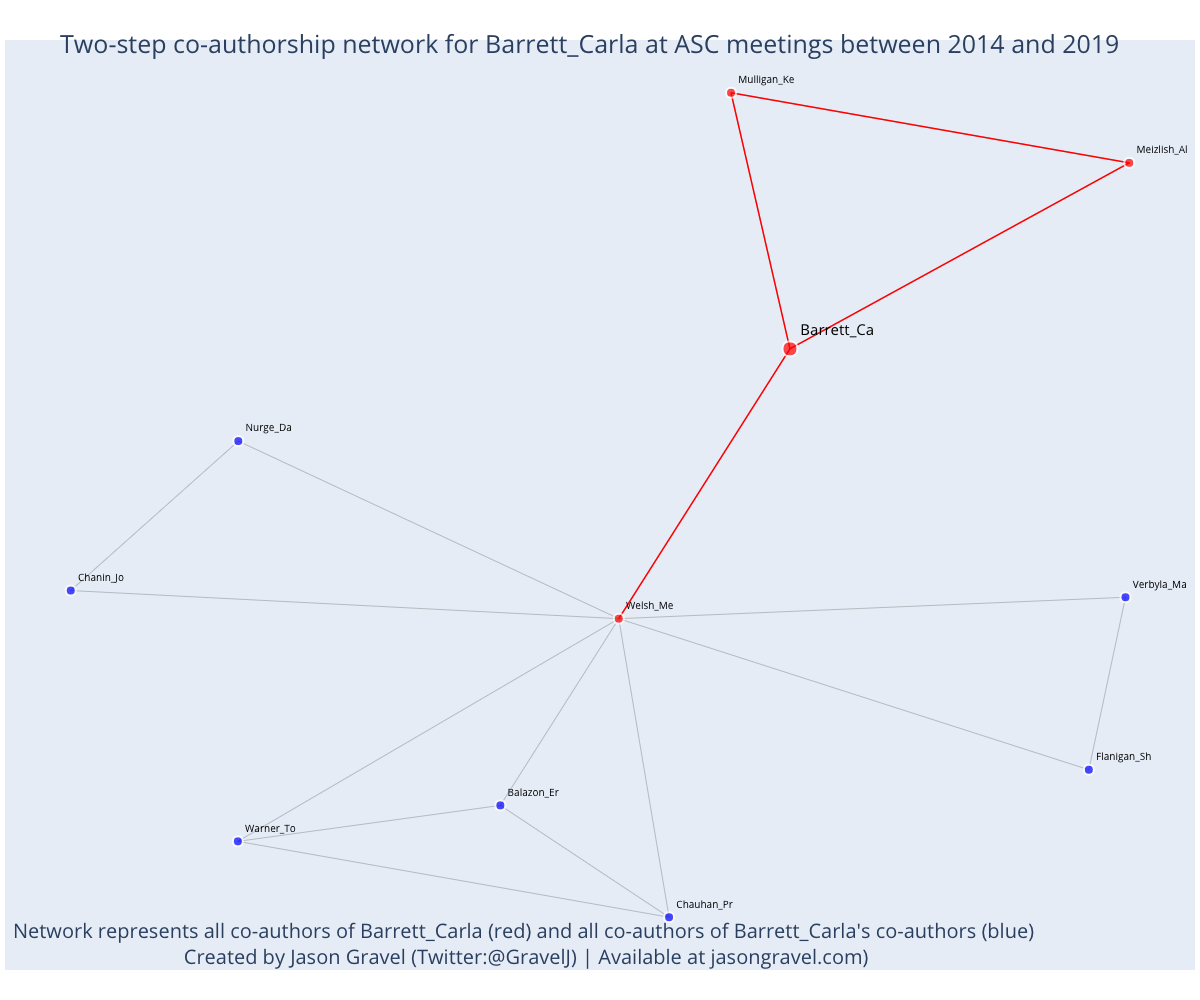 Two-step co-authorship network for Barrett_Carla at ASC meetings between 2014 and 2019
Mulligan_Ke
Meizlish_Al
Barrett_Ca
Nurge_Da
Chanin_Jo
Welsh_Me
Verbyla_Ma
Flanigan_Sh
Balazon_Er
Warner_To
Chauhan_Pr
Network represents all co-authors of Barrett_Carla (red) and all co-authors of Barrett_Carla's co-authors (blue)
Created by Jason Gravel (Twitter:@GravelJ) | Available at jasongravel.com)